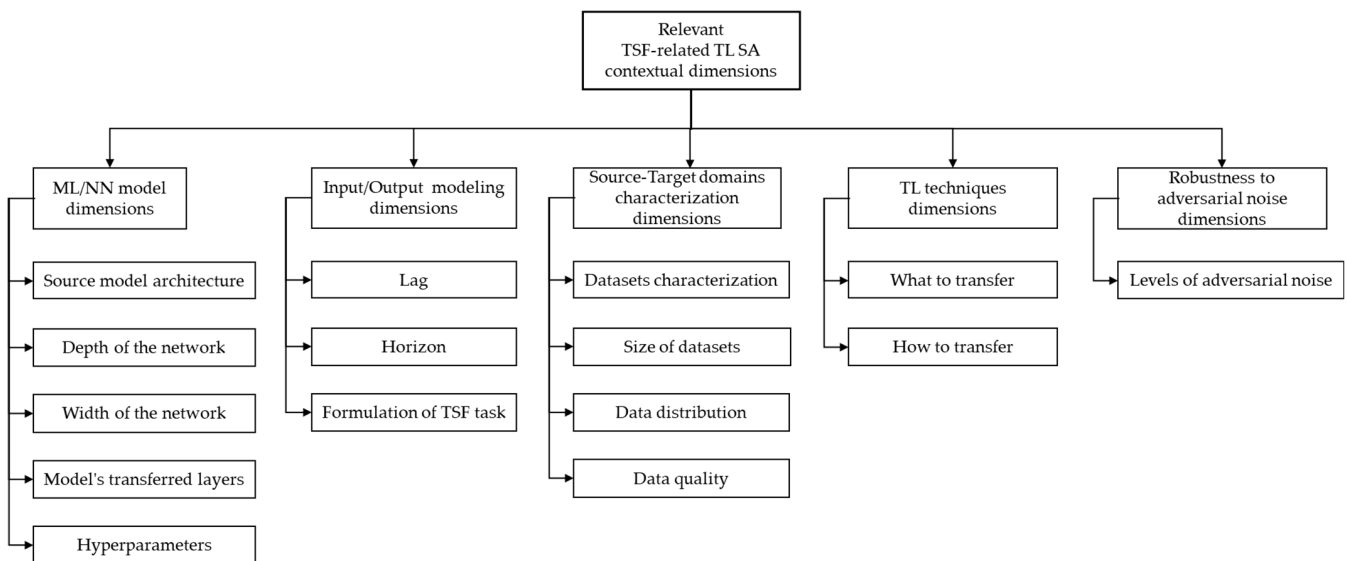 Relevant
TSF-related TL SA
contextual dimensions
ML/NN model
dimensions
Source model architecture
Depth of the network
Width of the network
Model's transferred layers
Hyperparameters
Input/Output modeling
dimensions
Lag
Horizon
Formulation of TSF task
Source-Target domains
characterization
dimensions
Datasets characterization
Size of datasets
Data distribution
Data quality
TL techniques
dimensions
What to transfer
How to transfer
Robustness to
adversarial noise
dimensions
Levels of adversarial noise